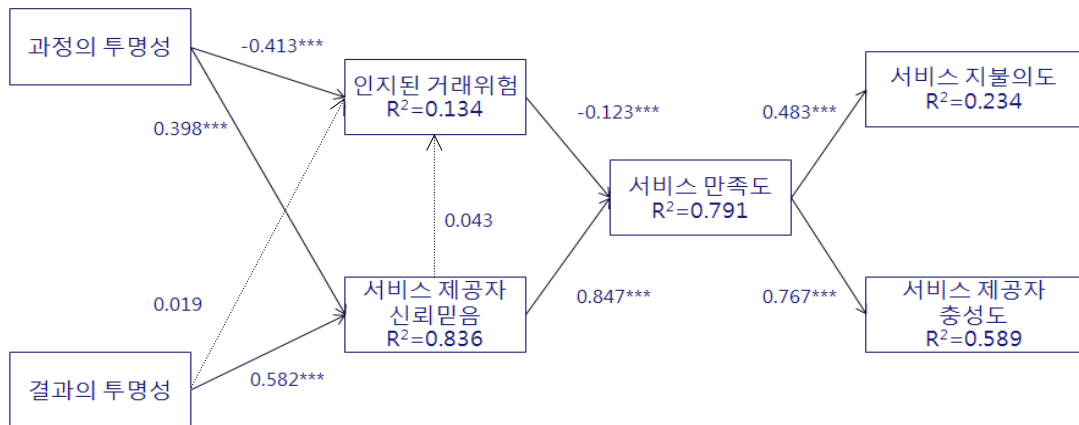 과정의 투명성
-0.413***
인지된 거래위험
R²=0.134
서비스 지불의도
R²=0.234
0.398***
-0.123***
0.483***
서비스 만족도
R²=0.791
0.043
0.019
서비스 제공자
신뢰믿음
R²=0.836
0.847***
0.767***
서비스 제공자
충성도
R²=0.589
결과의 투명성
0.582***